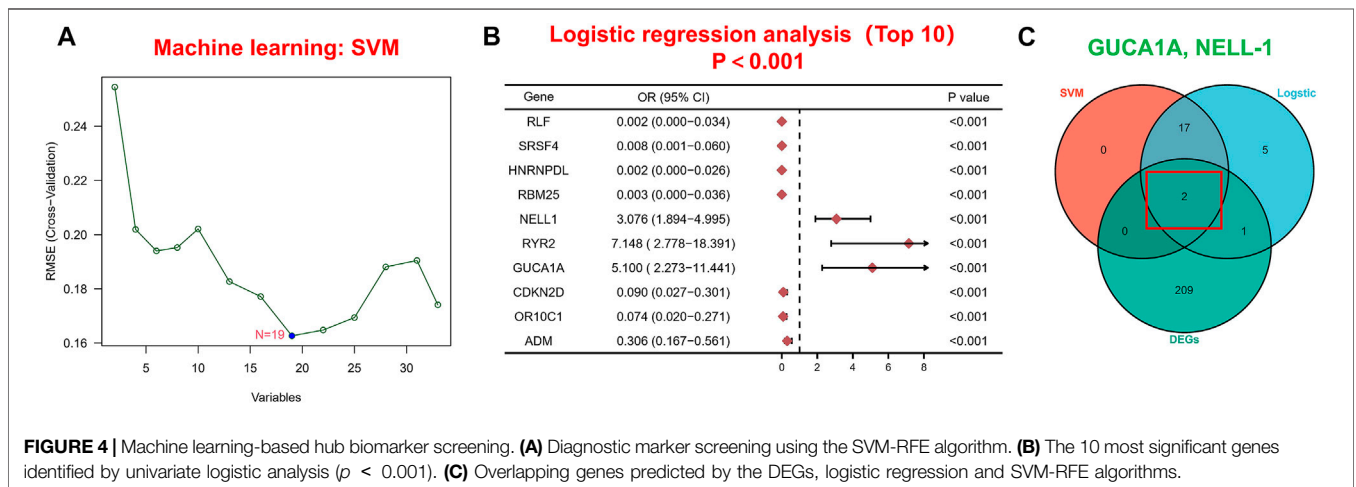 A
Machine learning: SVM
RMSE (Cross−Validation)
0.24
0.22
0.20
0.18
0.16
N=19
5 10 15 20 25 30
Variables
B
Logistic regression analysis (Top 10)
P < 0.001
Gene OR (95% CI) P value
RLF 0.002 (0.000−0.034) <0.001
SRSF4 0.008 (0.001−0.060) <0.001
HNRNPDL 0.002 (0.000−0.026) <0.001
RBM25 0.003 (0.000−0.036) <0.001
NELL1 3.076 (1.894−4.995) <0.001
RYR2 7.148 ( 2.778−18.391) <0.001
GUCA1A 5.100 ( 2.273−11.441) <0.001
CDKN2D 0.090 (0.027−0.301) <0.001
OR10C1 0.074 (0.020−0.271) <0.001
ADM 0.306 (0.167−0.561) <0.001
0 2 4 6 8
C
GUCA1A, NELL-1
SVM
Logstic
17
0
5
2
0
1
209
DEGs
FIGURE 4 | Machine learning-based hub biomarker screening. (A) Diagnostic marker screening using the SVM-RFE algorithm. (B) The 10 most significant genes
identified by univariate logistic analysis (p < 0.001). (C) Overlapping genes predicted by the DEGs, logistic regression and SVM-RFE algorithms.